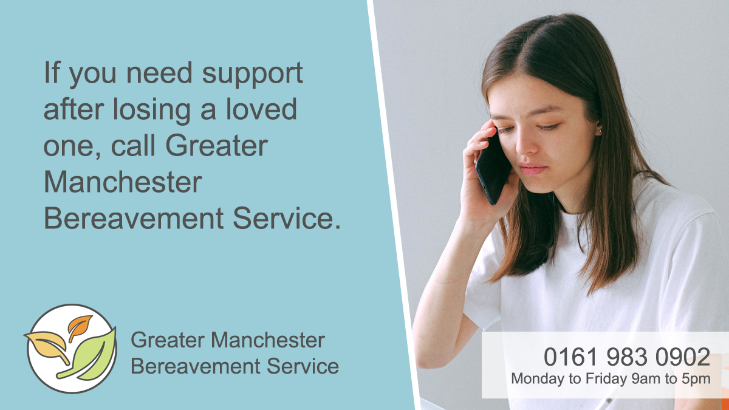 If you need support
after losing a loved
one, call Greater
Manchester
Bereavement Service.
Greater Manchester
Bereavement Service
0161 983 0902
Monday to Friday 9am to 5pm